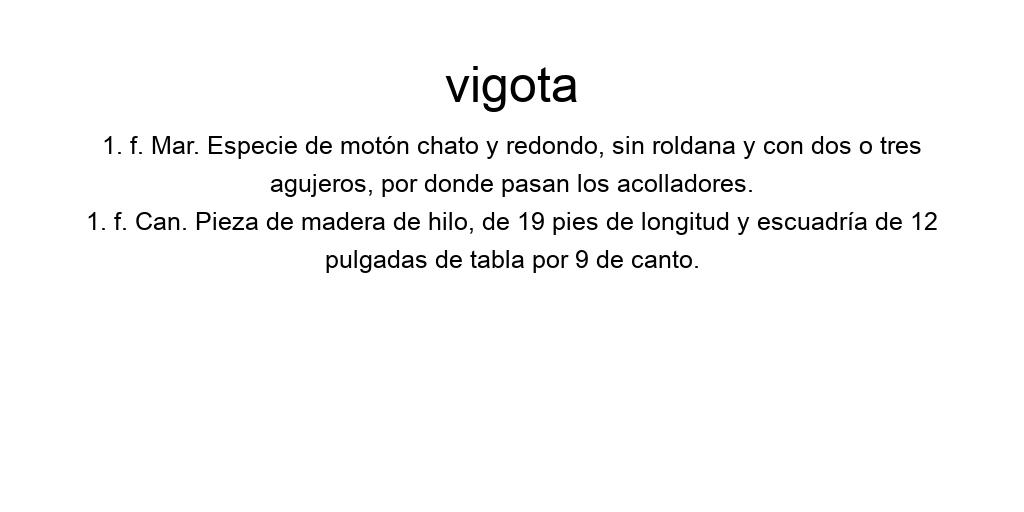 vigota
1. f. Mar. Especie de motón chato y redondo, sin roldana y con dos o tres
agujeros, por donde pasan los acolladores.
1. f. Can. Pieza de madera de hilo, de 19 pies de longitud y escuadría de 12
pulgadas de tabla por 9 de canto.